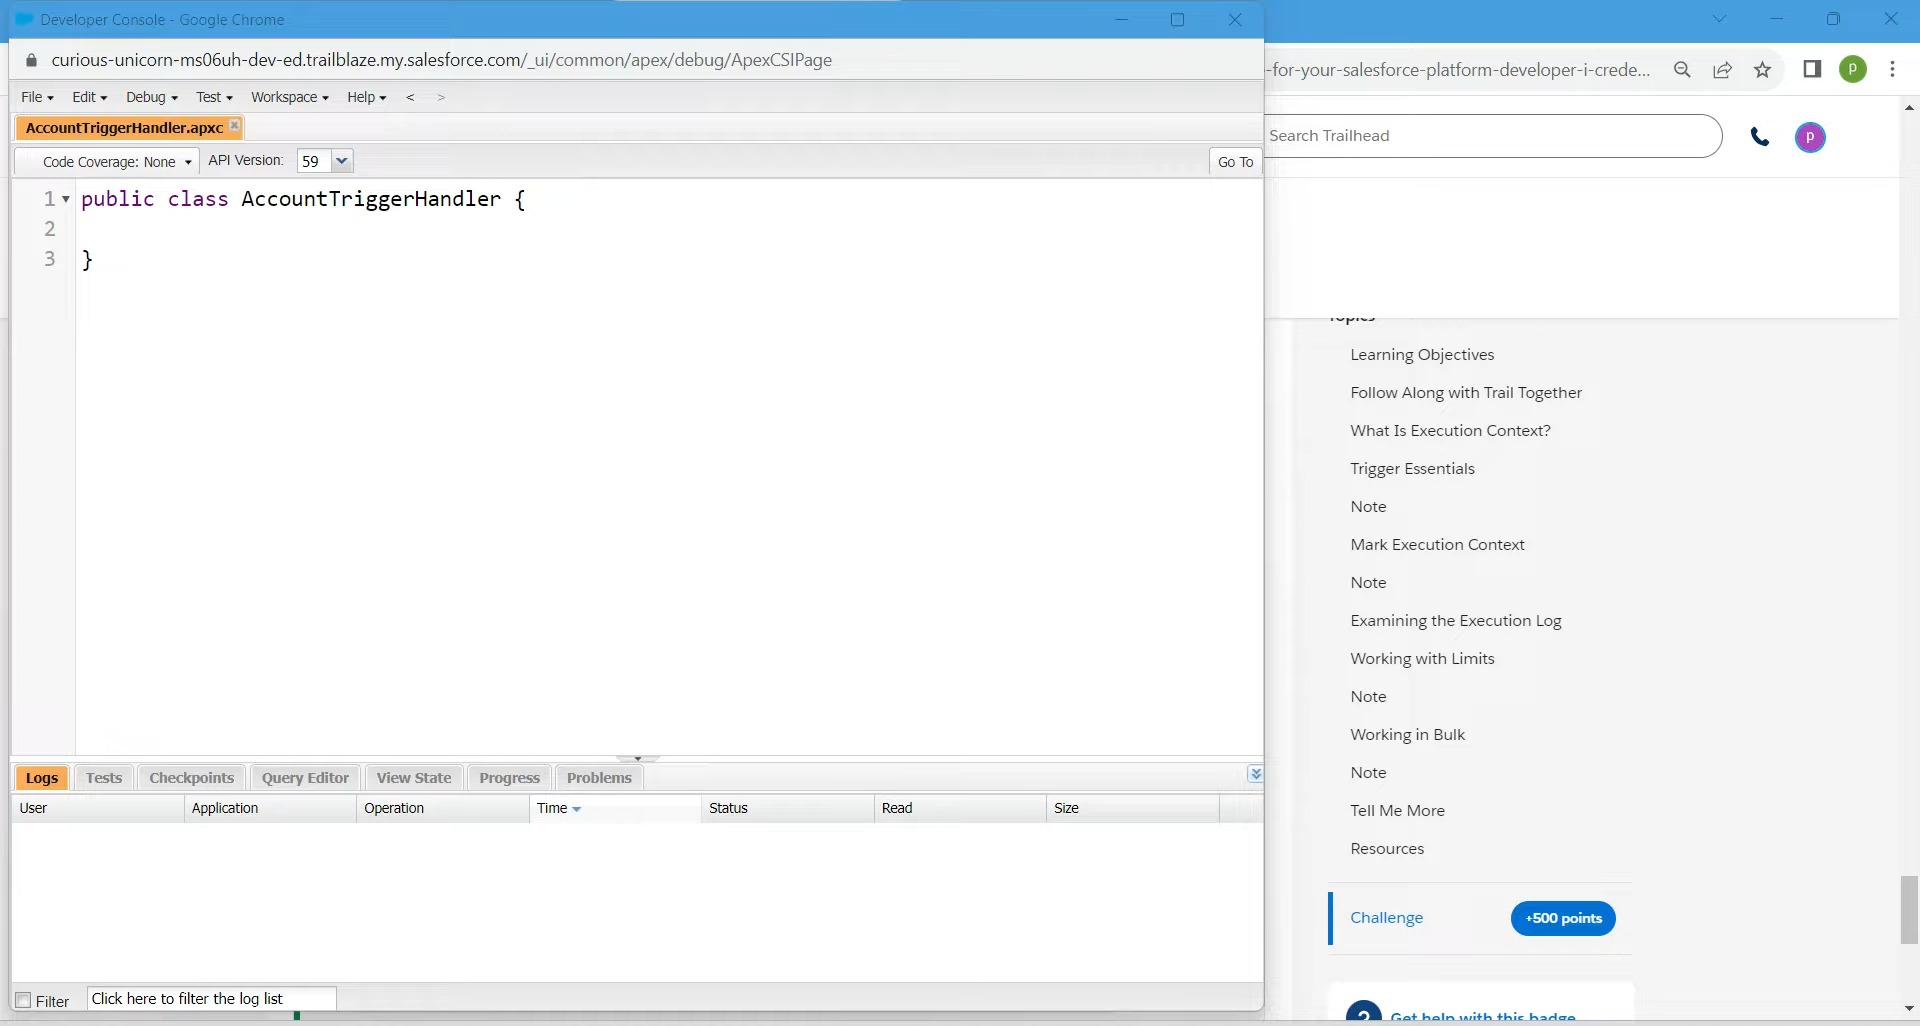 Developer Console - Google Chrome
curious-unicorn-ms06uh-dev-ed.trailblaze.my.salesforce.com/_ui/common/apex/debug/ApexCSIPage
-for-your-salesforce-platform-developer-i-crede...
P
File Edit Debug Test Workspace Help < >
AccountTriggerHandler.apxc
Search Trailhead
P
Code Coverage: None API Version: 59 Go To
1 public class AccountTriggerHandler {
2
3 }
Topics
Learning Objectives
Follow Along with Trail Together
What Is Execution Context?
Trigger Essentials
Note
Mark Execution Context
Note
Examining the Execution Log
Working with Limits
Note
Working in Bulk
Note
Tell Me More
Resources
Challenge +500 points
? Get help with this badge
Logs Tests Checkpoints Query Editor View State Progress Problems
User Application Operation Time Status Read Size
Filter Click here to filter the log list